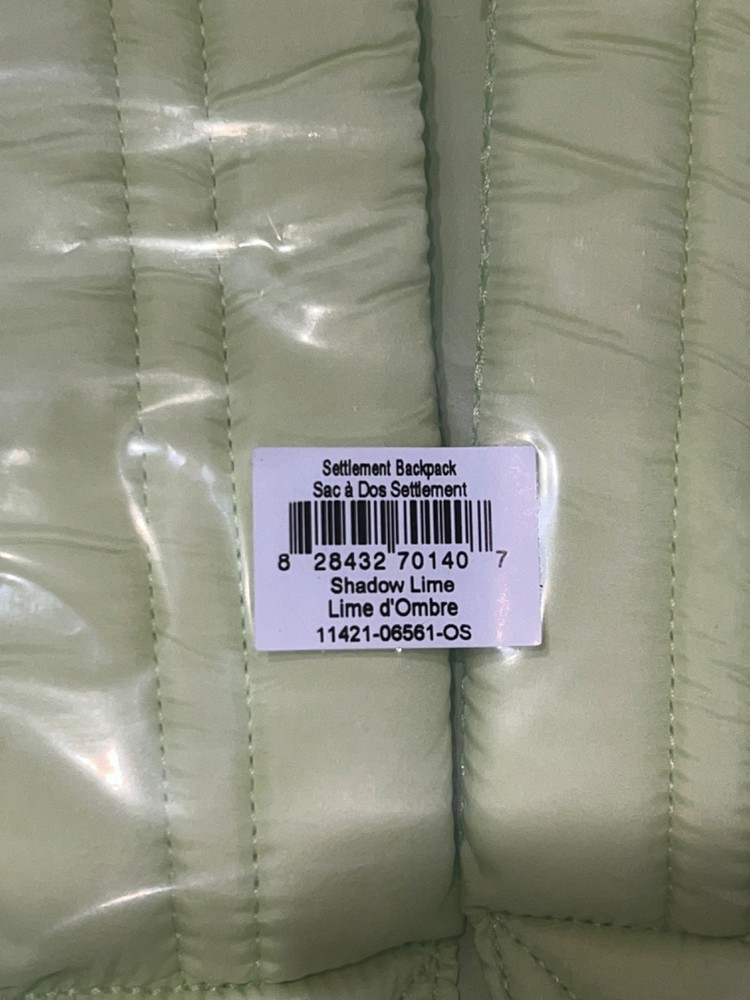 Settlement Backpack
Sac à Dos Settlement
8 28432 70140 7
Shadow Lime
Lime d'Ombre
11421-06561-OS